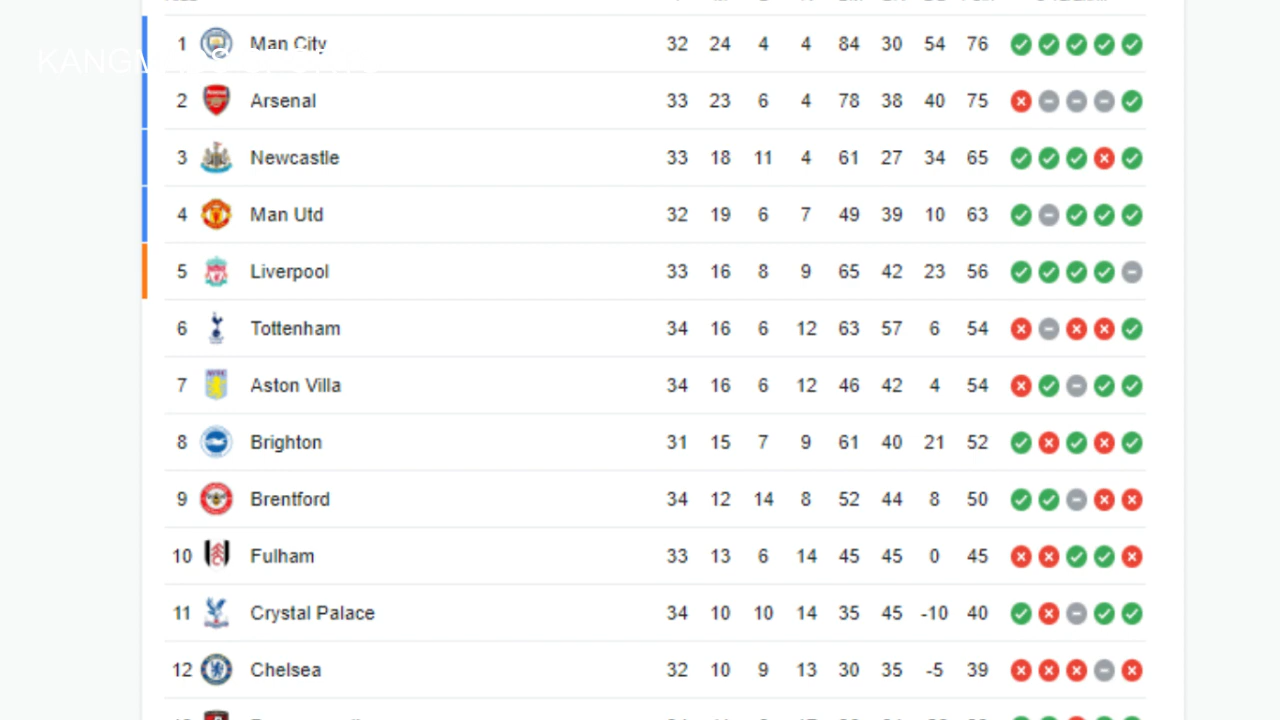 1 Man City 32 24 4 4 84 30 54 76
2 Arsenal 33 23 6 4 78 38 40 75
3 Newcastle 33 18 11 4 61 27 34 65
4 Man Utd 32 19 6 7 49 39 10 63
5 Liverpool 33 16 8 9 65 42 23 56
6 Tottenham 34 16 6 12 63 57 6 54
7 Aston Villa 34 16 6 12 46 42 4 54
8 Brighton 31 15 7 9 61 40 21 52
9 Brentford 34 12 14 8 52 44 8 50
10 Fulham 33 13 6 14 45 45 0 45
11 Crystal Palace 34 10 10 14 35 45 -10 40
12 Chelsea 32 10 9 13 30 35 -5 39